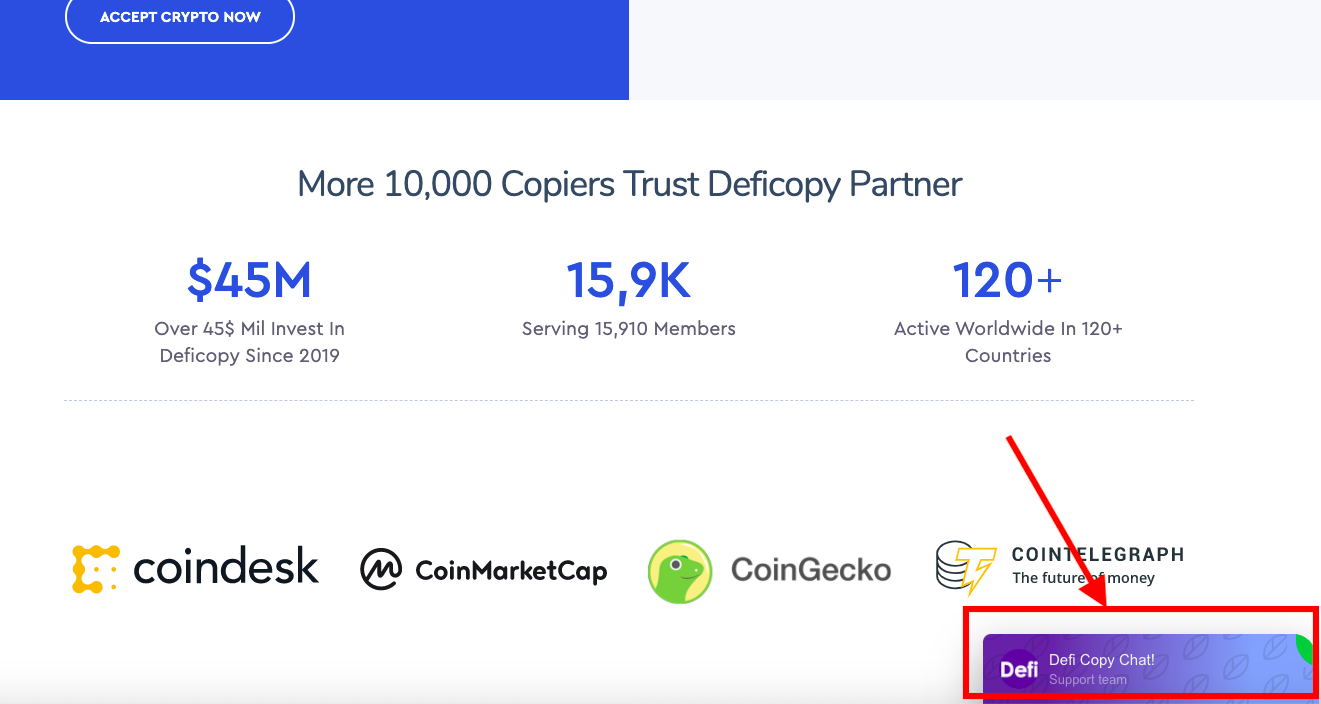 ACCEPT CRYPTO NOW
More 10,000 Copiers Trust Deficopy Partner
$45M
Over 45$ Mil Invest In
Deficopy Since 2019
15,9K
Serving 15,910 Members
120+
Active Worldwide In 120+
Countries
coindesk
CoinMarketCap
CoinGecko
COINTELEGRAPH
The future of money
Defi
Defi Copy Chat!
Support team